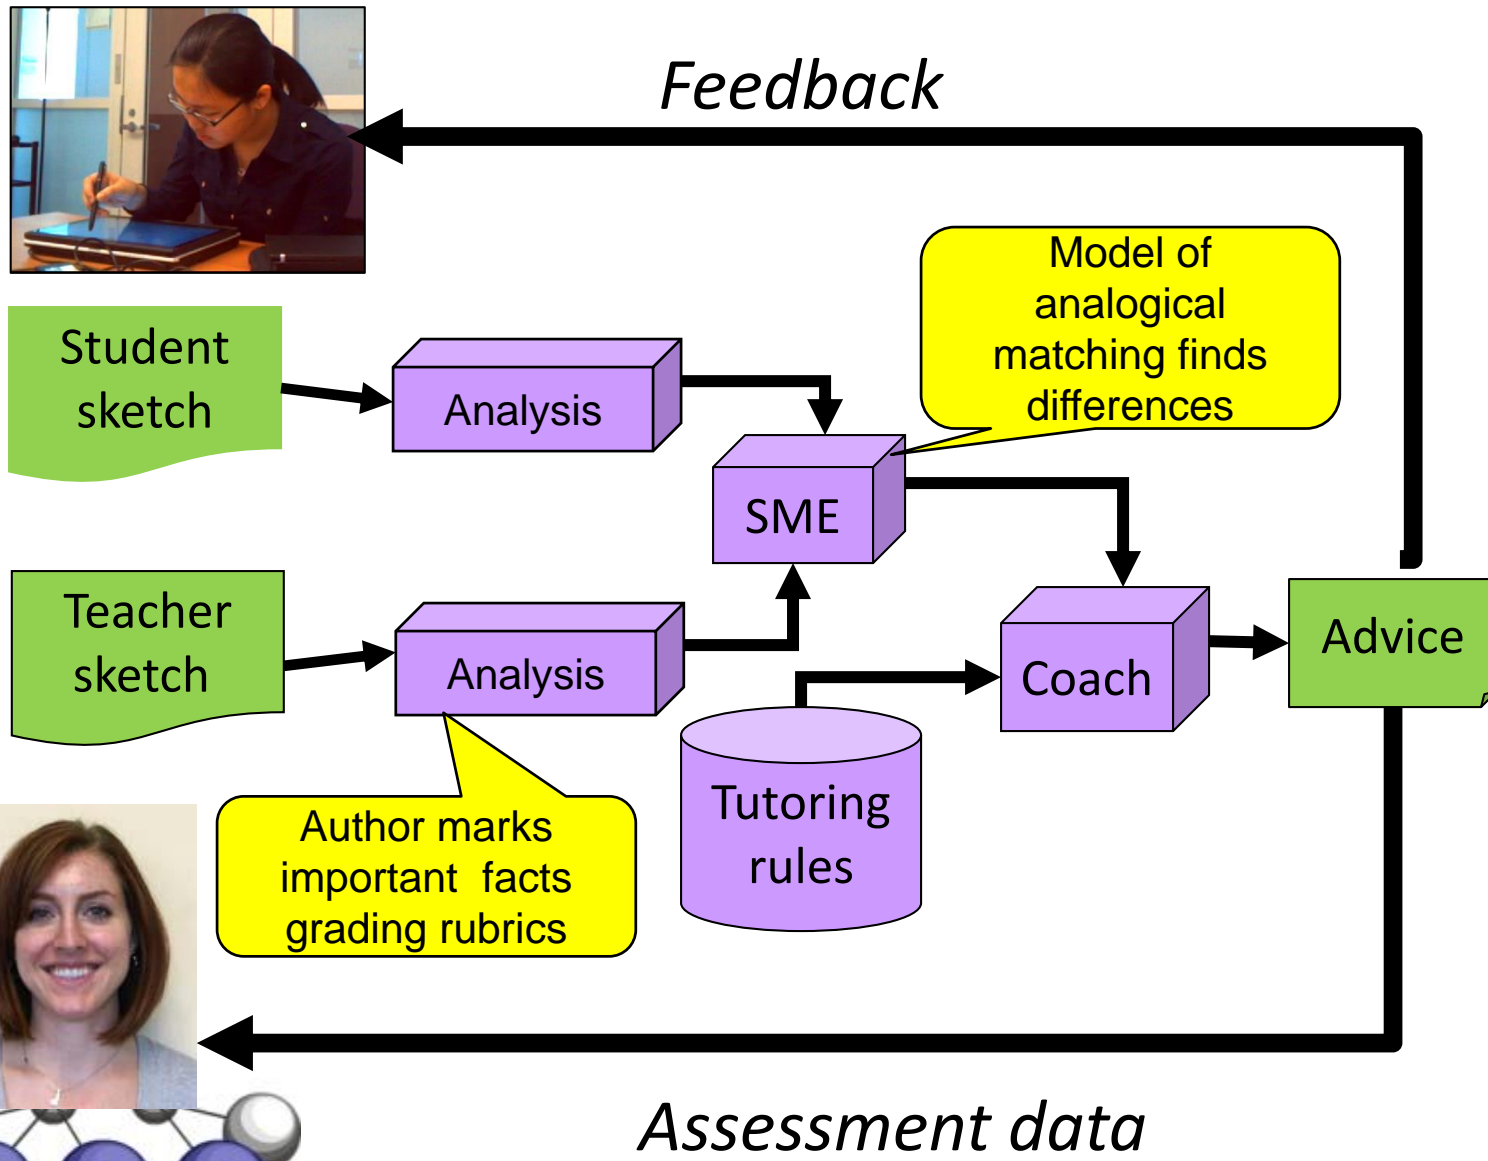 Feedback
Model of
analogical
matching finds
differences
Student
sketch
Analysis
SME
Teacher
sketch
Analysis
Coach
Advice
Tutoring
rules
Author marks
important  facts
grading rubrics
Assessment data